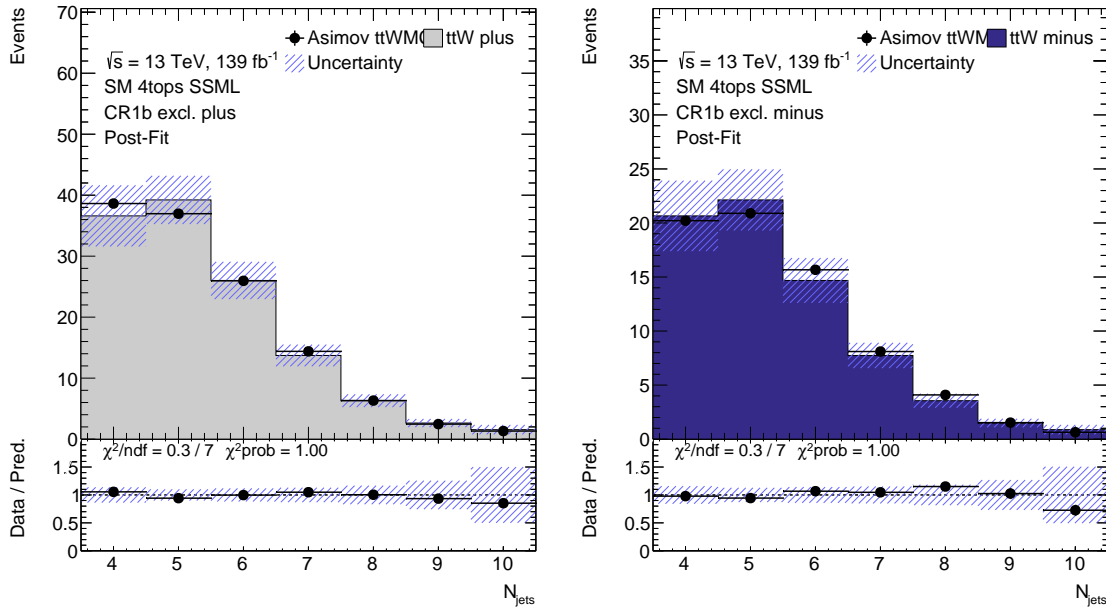 Events
70
60
50
40
30
20
10
0
Asimov ttWM ttW plus
√s = 13 TeV, 139 fb⁻¹ Uncertainty
SM 4tops SSML
CR1b excl. plus
Post-Fit
Data / Pred.
1.5
1
0.5
0
χ²/ndf = 0.3 / 7 χ²prob = 1.00
4 5 6 7 8 9 10
N_jets
Events
35
30
25
20
15
10
5
0
Asimov ttWM ttW minus
√s = 13 TeV, 139 fb⁻¹ Uncertainty
SM 4tops SSML
CR1b excl. minus
Post-Fit
Data / Pred.
1.5
1
0.5
0
χ²/ndf = 0.3 / 7 χ²prob = 1.00
4 5 6 7 8 9 10
N_jets